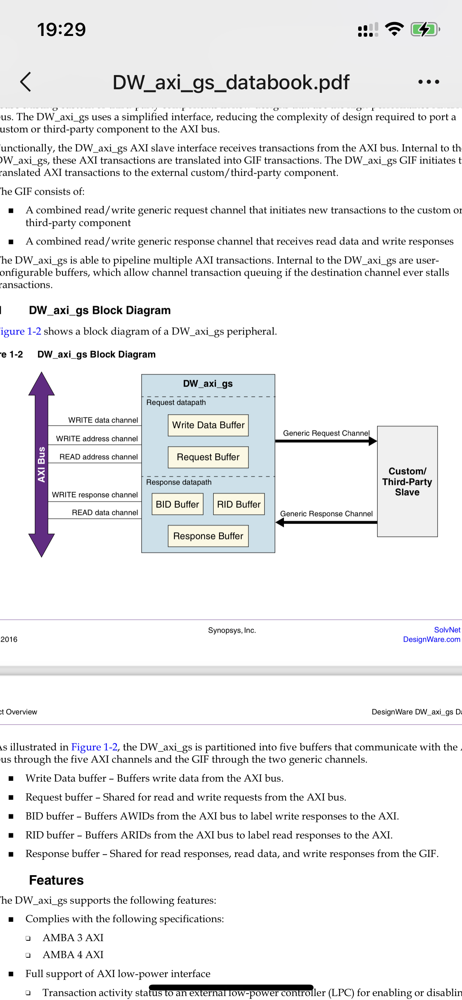 19:29
DW_axi_gs_databook.pdf
us. The DW_axi_gs uses a simplified interface, reducing the complexity of design required to port a
ustom or third-party component to the AXI bus.
unctionally, the DW_axi_gs AXI slave interface receives transactions from the AXI bus. Internal to the
DW_axi_gs, these AXI transactions are translated into GIF transactions. The DW_axi_gs GIF initiates t
ranslated AXI transactions to the external custom/third-party component.
he GIF consists of:
■ A combined read/write generic request channel that initiates new transactions to the custom or
third-party component
■ A combined read/write generic response channel that receives read data and write responses
he DW_axi_gs is able to pipeline multiple AXI transactions. Internal to the DW_axi_gs are user-
onfigurable buffers, which allow channel transaction queuing if the destination channel ever stalls
ransactions.
DW_axi_gs Block Diagram
igure 1-2 shows a block diagram of a DW_axi_gs peripheral.
re 1-2 DW_axi_gs Block Diagram
DW_axi_gs
Request datapath
WRITE data channel
Write Data Buffer
Generic Request Channel
WRITE address channel
READ address channel
Request Buffer
AXI Bus
Custom/
Third-Party
Slave
Response datapath
WRITE response channel
BID Buffer
RID Buffer
READ data channel
Generic Response Channel
Response Buffer
Synopsys, Inc.
SolvNet
2016
DesignWare.com
ct Overview
DesignWare DW_axi_gs Da
As illustrated in Figure 1-2, the DW_axi_gs is partitioned into five buffers that communicate with the A
us through the five AXI channels and the GIF through the two generic channels.
■ Write Data buffer – Buffers write data from the AXI bus.
■ Request buffer – Shared for read and write requests from the AXI bus.
■ BID buffer – Buffers AWIDs from the AXI bus to label write responses to the AXI.
■ RID buffer – Buffers ARIDs from the AXI bus to label read responses to the AXI.
■ Response buffer – Shared for read responses, read data, and write responses from the GIF.
Features
he DW_axi_gs supports the following features:
■ Complies with the following specifications:
❑ AMBA 3 AXI
❑ AMBA 4 AXI
■ Full support of AXI low-power interface
❑ Transaction activity status to an external low-power controller (LPC) for enabling or disablin